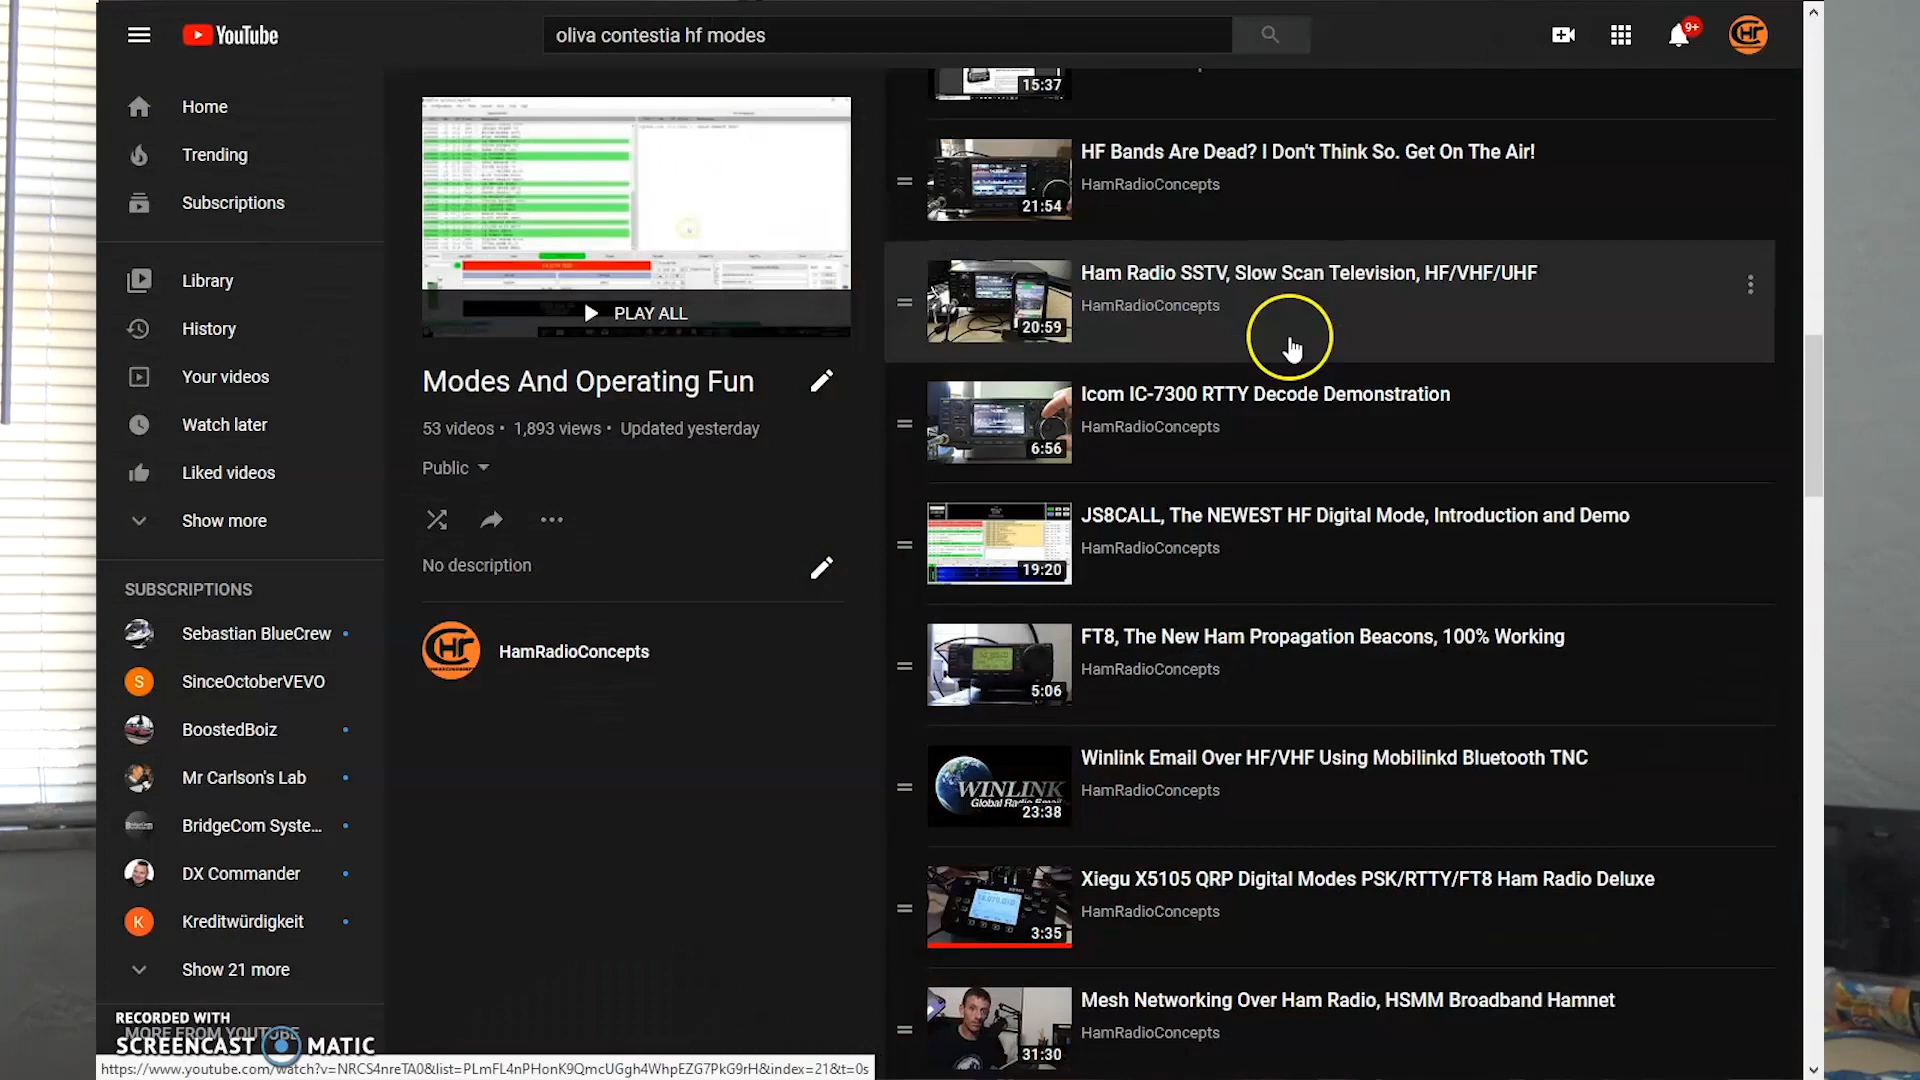 YouTube
oliva contestia hf modes
9+
Home
Trending
Subscriptions
Library
History
Your videos
Watch later
Liked videos
Show more
SUBSCRIPTIONS
Sebastian BlueCrew
S
SinceOctoberVEVO
BoostedBoiz
Mr Carlson's Lab
BridgeCom Syste...
DX Commander
K
Kreditwürdigkeit
Show 21 more
MORE FROM YOUTUBE
RECORDED WITH
SCREENCAST MATIC
https://www.youtube.com/watch?v=NRCS4nreTA0&list=PLmFL4nPHonK9QmcUGgh4WhpEZG7PkG9rH&index=21&t=0s
PLAY ALL
Modes And Operating Fun
53 videos • 1,893 views • Updated yesterday
Public
No description
HamRadioConcepts
15:37
HF Bands Are Dead? I Don't Think So. Get On The Air!
HamRadioConcepts
21:54
Ham Radio SSTV, Slow Scan Television, HF/VHF/UHF
HamRadioConcepts
20:59
Icom IC-7300 RTTY Decode Demonstration
HamRadioConcepts
6:56
JS8CALL, The NEWEST HF Digital Mode, Introduction and Demo
HamRadioConcepts
19:20
FT8, The New Ham Propagation Beacons, 100% Working
HamRadioConcepts
5:06
Winlink Email Over HF/VHF Using Mobilinkd Bluetooth TNC
HamRadioConcepts
WINLINK
Global Radio Email
23:38
Xiegu X5105 QRP Digital Modes PSK/RTTY/FT8 Ham Radio Deluxe
HamRadioConcepts
3:35
Mesh Networking Over Ham Radio, HSMM Broadband Hamnet
HamRadioConcepts
31:30